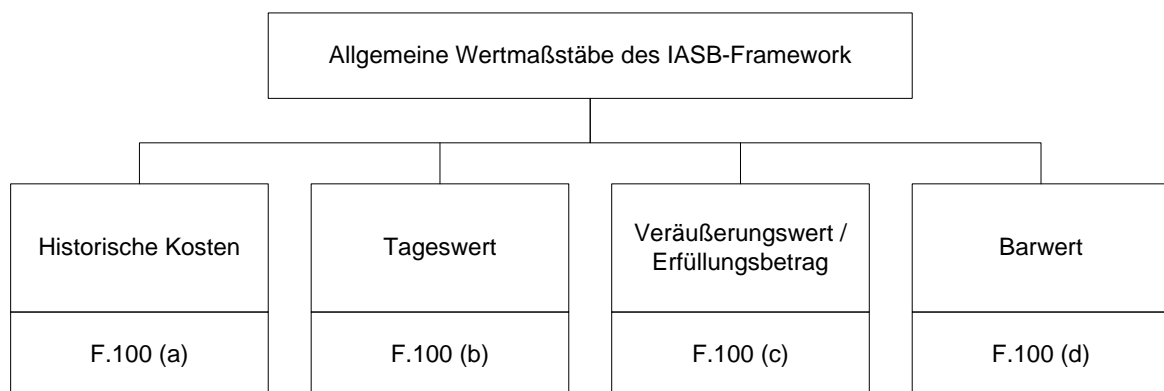 Allgemeine Wertmaßstäbe des IASB-Framework
Historische Kosten
Tageswert
Veräußerungswert /
Erfüllungsbetrag
Barwert
F.100 (a)
F.100 (b)
F.100 (c)
F.100 (d)